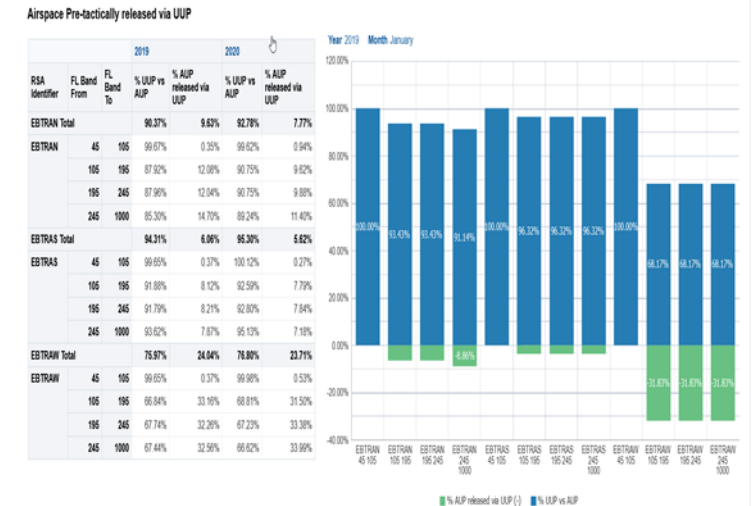 Airspace Pre-tactically released via UUP
2019 2020
RSA Identifier FL Band From FL Band To % UUP vs AUP % AUP released via UUP % UUP vs AUP % AUP released via UUP
EBTRAN Total 90.37% 9.63% 92.78% 7.77%
EBTRAN 45 105 99.67% 0.35% 99.62% 0.94%
105 195 87.92% 12.08% 90.75% 9.62%
195 245 87.96% 12.04% 90.75% 9.88%
245 1000 85.30% 14.70% 89.24% 11.40%
EBTRAS Total 94.31% 6.06% 95.30% 5.62%
EBTRAS 45 105 99.65% 0.37% 100.12% 0.27%
105 195 91.88% 8.12% 92.59% 7.79%
195 245 91.79% 8.21% 92.80% 7.84%
245 1000 93.62% 7.87% 95.13% 7.18%
EBTRAW Total 75.97% 24.04% 76.80% 23.71%
EBTRAW 45 105 99.65% 0.37% 99.98% 0.53%
105 195 66.84% 33.16% 68.81% 31.50%
195 245 67.74% 32.26% 67.23% 33.38%
245 1000 67.44% 32.56% 66.62% 33.99%
Year 2019 Month January
120.00%
100.00%
80.00%
60.00%
40.00%
20.00%
0.00%
-20.00%
-40.00%
100.00% 93.43% 93.43% 91.14% 100.00% 96.32% 96.32% 96.32% 100.00% 68.17% 68.17% 68.17%
-8.86% -31.83% -31.83% -31.83%
EBTRAN 45 105 EBTRAN 105 195 EBTRAN 195 245 EBTRAN 245 1000 EBTRAS 45 105 EBTRAS 105 195 EBTRAS 195 245 EBTRAS 245 1000 EBTRAW 45 105 EBTRAW 105 195 EBTRAW 195 245 EBTRAW 245 1000
% AUP released via UUP (-) % UUP vs AUP